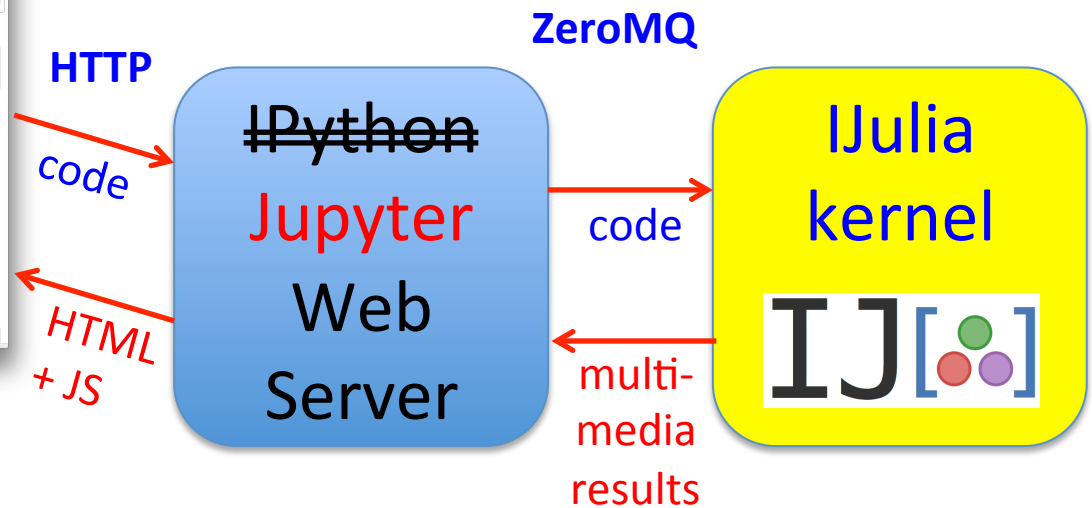 ZeroMQ
HTTP
code
HTML
+ JS
IPython
Jupyter
Web
Server
code
multi-
media
results
IJulia
kernel
IJ[ ]